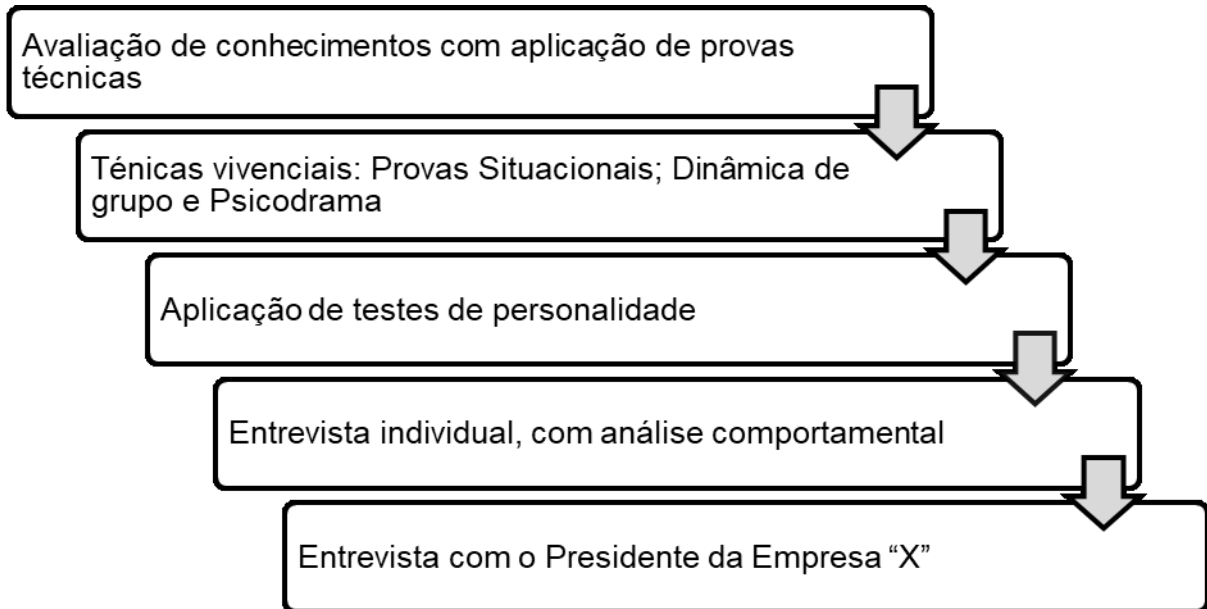 Avaliação de conhecimentos com aplicação de provas
técnicas
Ténicas vivenciais: Provas Situacionais; Dinâmica de
grupo e Psicodrama
Aplicação de testes de personalidade
Entrevista individual, com análise comportamental
Entrevista com o Presidente da Empresa “X”